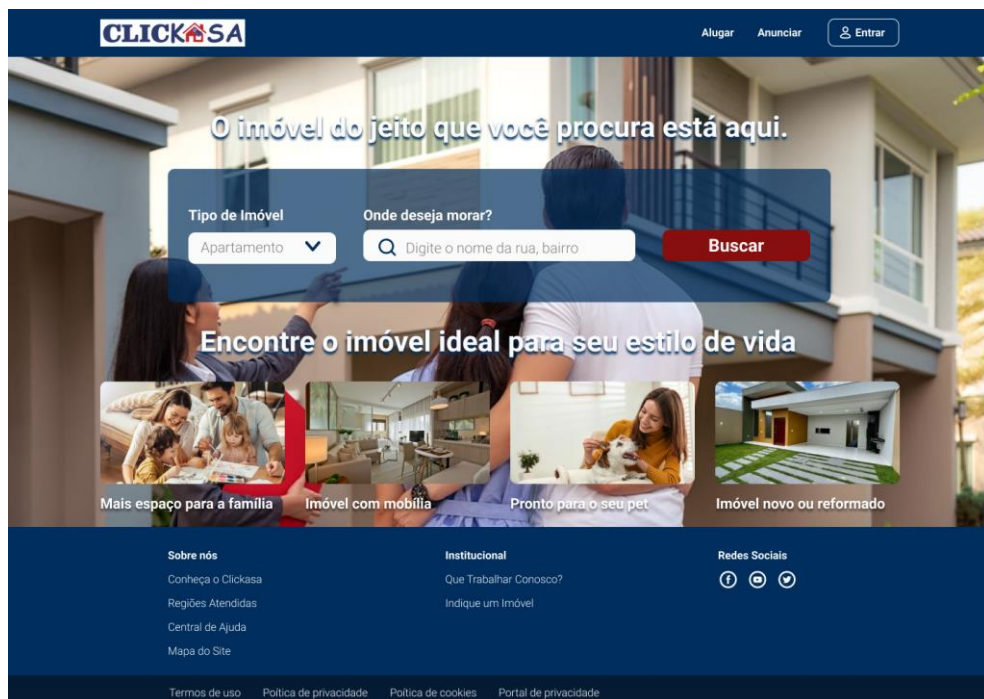 CLICKASA
Alugar Anunciar Entrar
O imóvel do jeito que você procura está aqui.
Tipo de Imóvel Onde deseja morar?
Apartamento Digite o nome da rua, bairro Buscar
Encontre o imóvel ideal para seu estilo de vida
Mais espaço para a família Imóvel com mobília Pronto para o seu pet Imóvel novo ou reformado
Sobre nós Institucional Redes Sociais
Conheça o Clickasa Que Trabalhar Conosco?
Regiões Atendidas Indique um Imóvel
Central de Ajuda
Mapa do Site
Termos de uso Poítica de privacidade Poítica de cookies Portal de privacidade